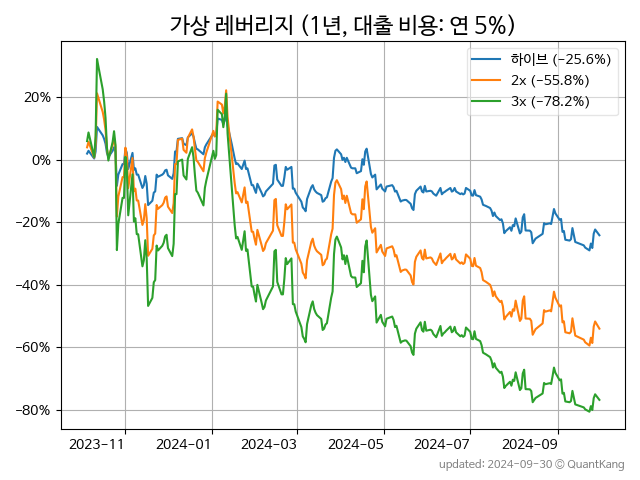 가상 레버리지 (1년, 대출 비용: 연 5%)
하이브 (-25.6%)
2x (-55.8%)
3x (-78.2%)
20%
0%
-20%
-40%
-60%
-80%
2023-11 2024-01 2024-03 2024-05 2024-07 2024-09
updated: 2024-09-30 © QuantKang